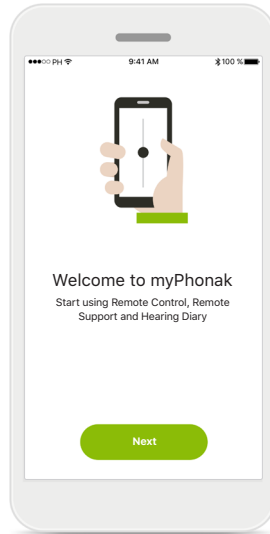 ●●●○○ PH 9:41 AM 100 %
Welcome to myPhonak
Start using Remote Control, Remote
Support and Hearing Diary
Next